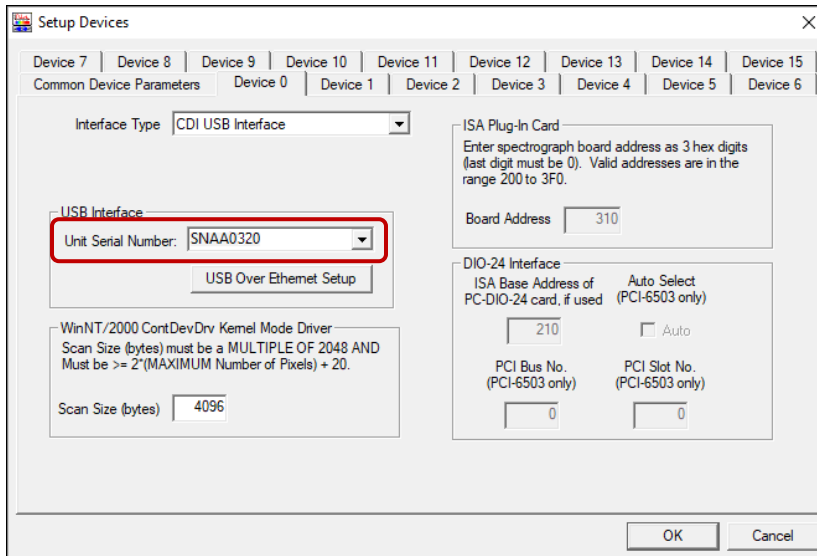 Setup Devices
Device 7 Device 8 Device 9 Device 10 Device 11 Device 12 Device 13 Device 14 Device 15
Common Device Parameters Device 0 Device 1 Device 2 Device 3 Device 4 Device 5 Device 6
Interface Type CDI USB Interface
USB Interface
Unit Serial Number: SNAA0320
USB Over Ethernet Setup
WinNT/2000 ContDevDrv Kernel Mode Driver
Scan Size (bytes) must be a MULTIPLE OF 2048 AND
Must be >= 2*(MAXIMUM Number of Pixels) + 20.
Scan Size (bytes) 4096
ISA Plug-In Card
Enter spectrograph board address as 3 hex digits
(last digit must be 0). Valid addresses are in the
range 200 to 3F0.
Board Address 310
DIO-24 Interface
ISA Base Address of
PC-DIO-24 card, if used
210
Auto Select
(PCI-6503 only)
Auto
PCI Bus No.
(PCI-6503 only)
0
PCI Slot No.
(PCI-6503 only)
0
OK Cancel